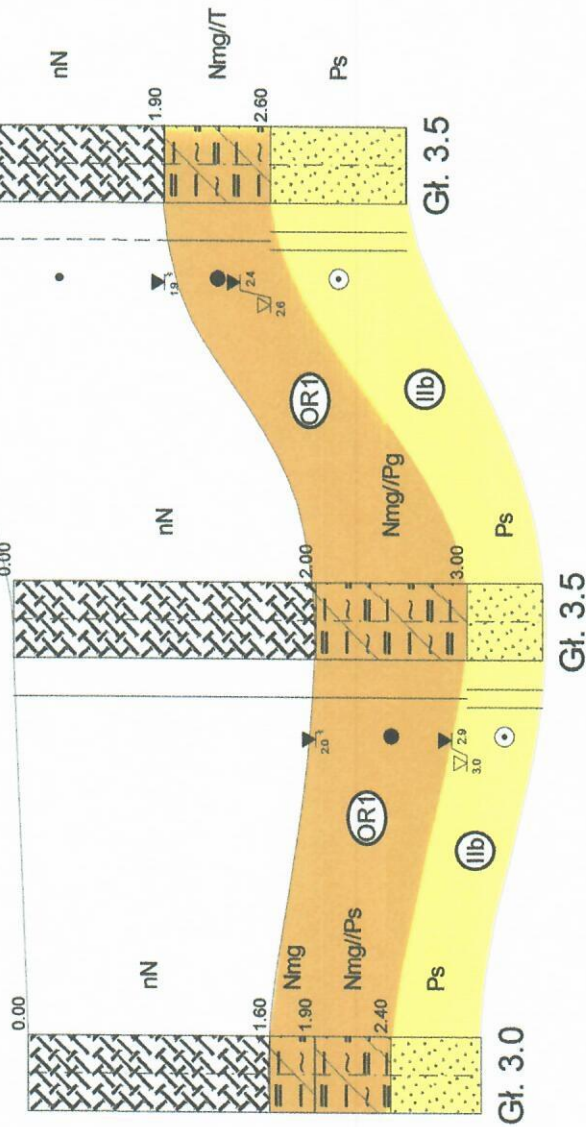 0.00
nN
1.60
Nmg
1.90
Nmg//Ps
2.40
Ps
Gł. 3.0
2.0
OR1
2.9
3.0
IIb
0.00
nN
2.00
Nmg//Pg
3.00
Ps
Gł. 3.5
OR1
IIb
1.9
2.4
2.6
nN
1.90
Nmg//T
2.60
Ps
Gł. 3.5